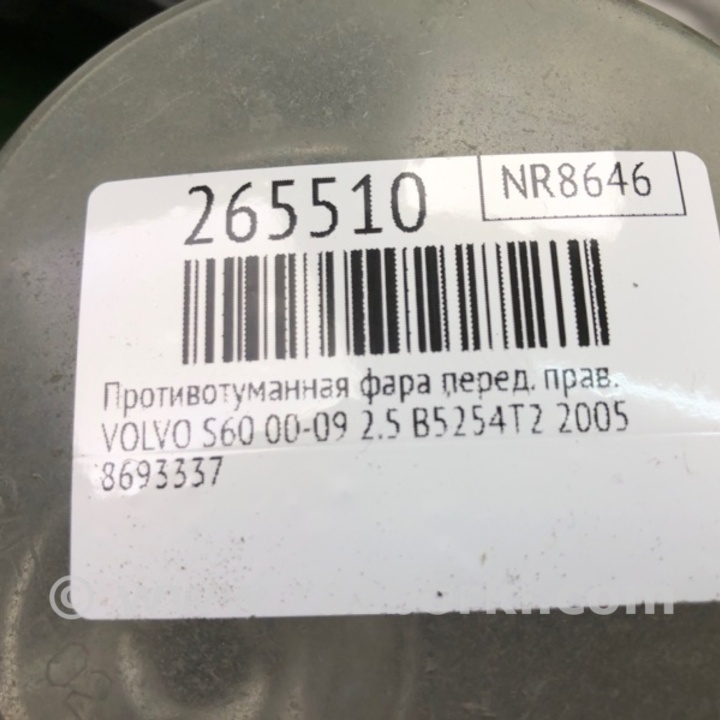 265510
NR8646
Противотуманная фара перед. прав.
VOLVO S60 00-09 2.5 B5254T2 2005
8693337